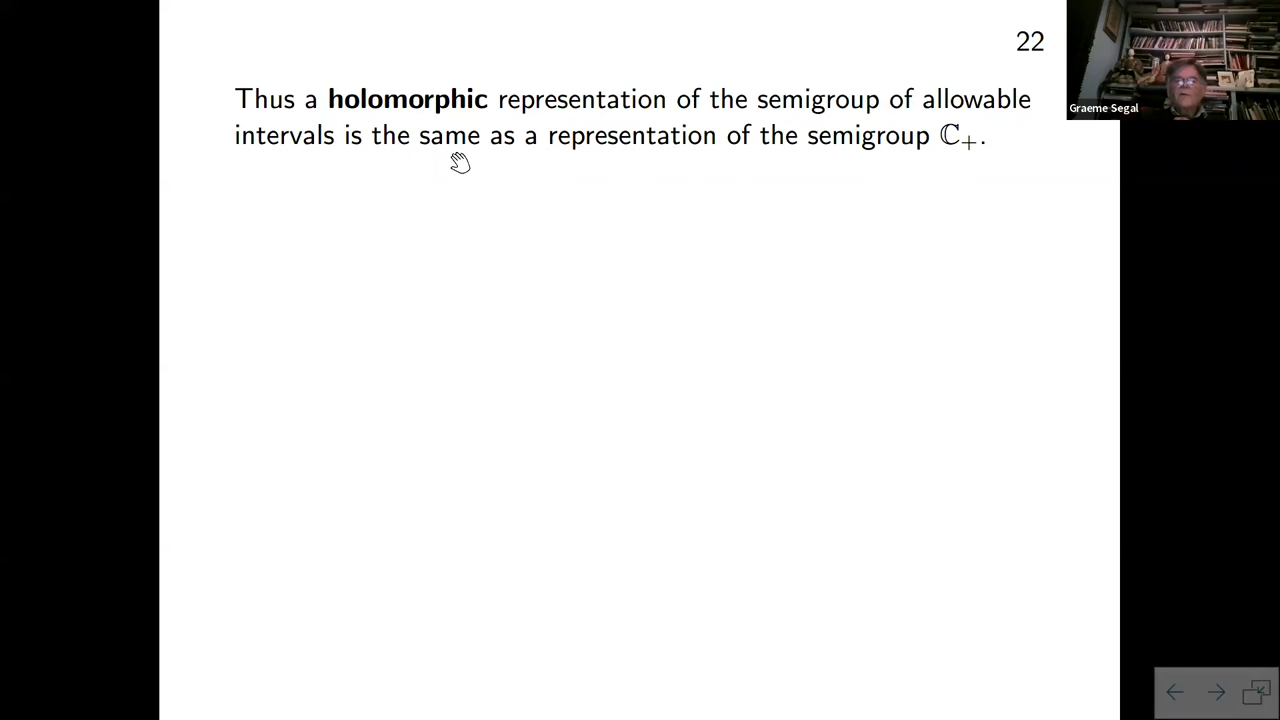 22
Thus a holomorphic representation of the semigroup of allowable
intervals is the same as a representation of the semigroup ℂ₊.
Graeme Segal